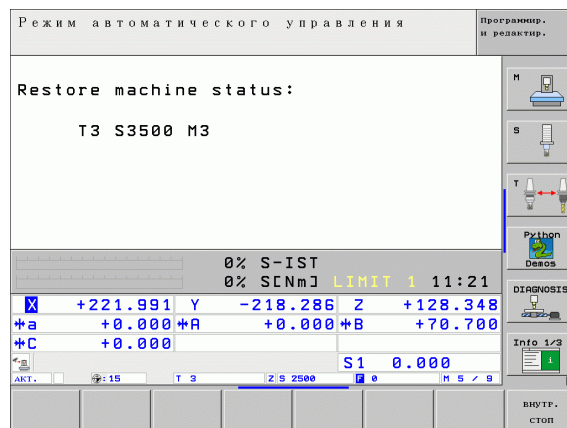 Режим автоматического управления
Программир.
и редактир.
Restore machine status:
T3 S3500 M3
M
S
T
Python
Demos
DIAGNOSIS
Info 1/3
0% S-IST
0% S[Nm] LIMIT 1 11:21
X +221.991 Y -218.286 Z +128.348
a +0.000 A +0.000 B +70.700
C +0.000
S1 0.000
АКТ. :15 T 3 Z S 2500 F 0 M 5 / 9
внутр.
стоп